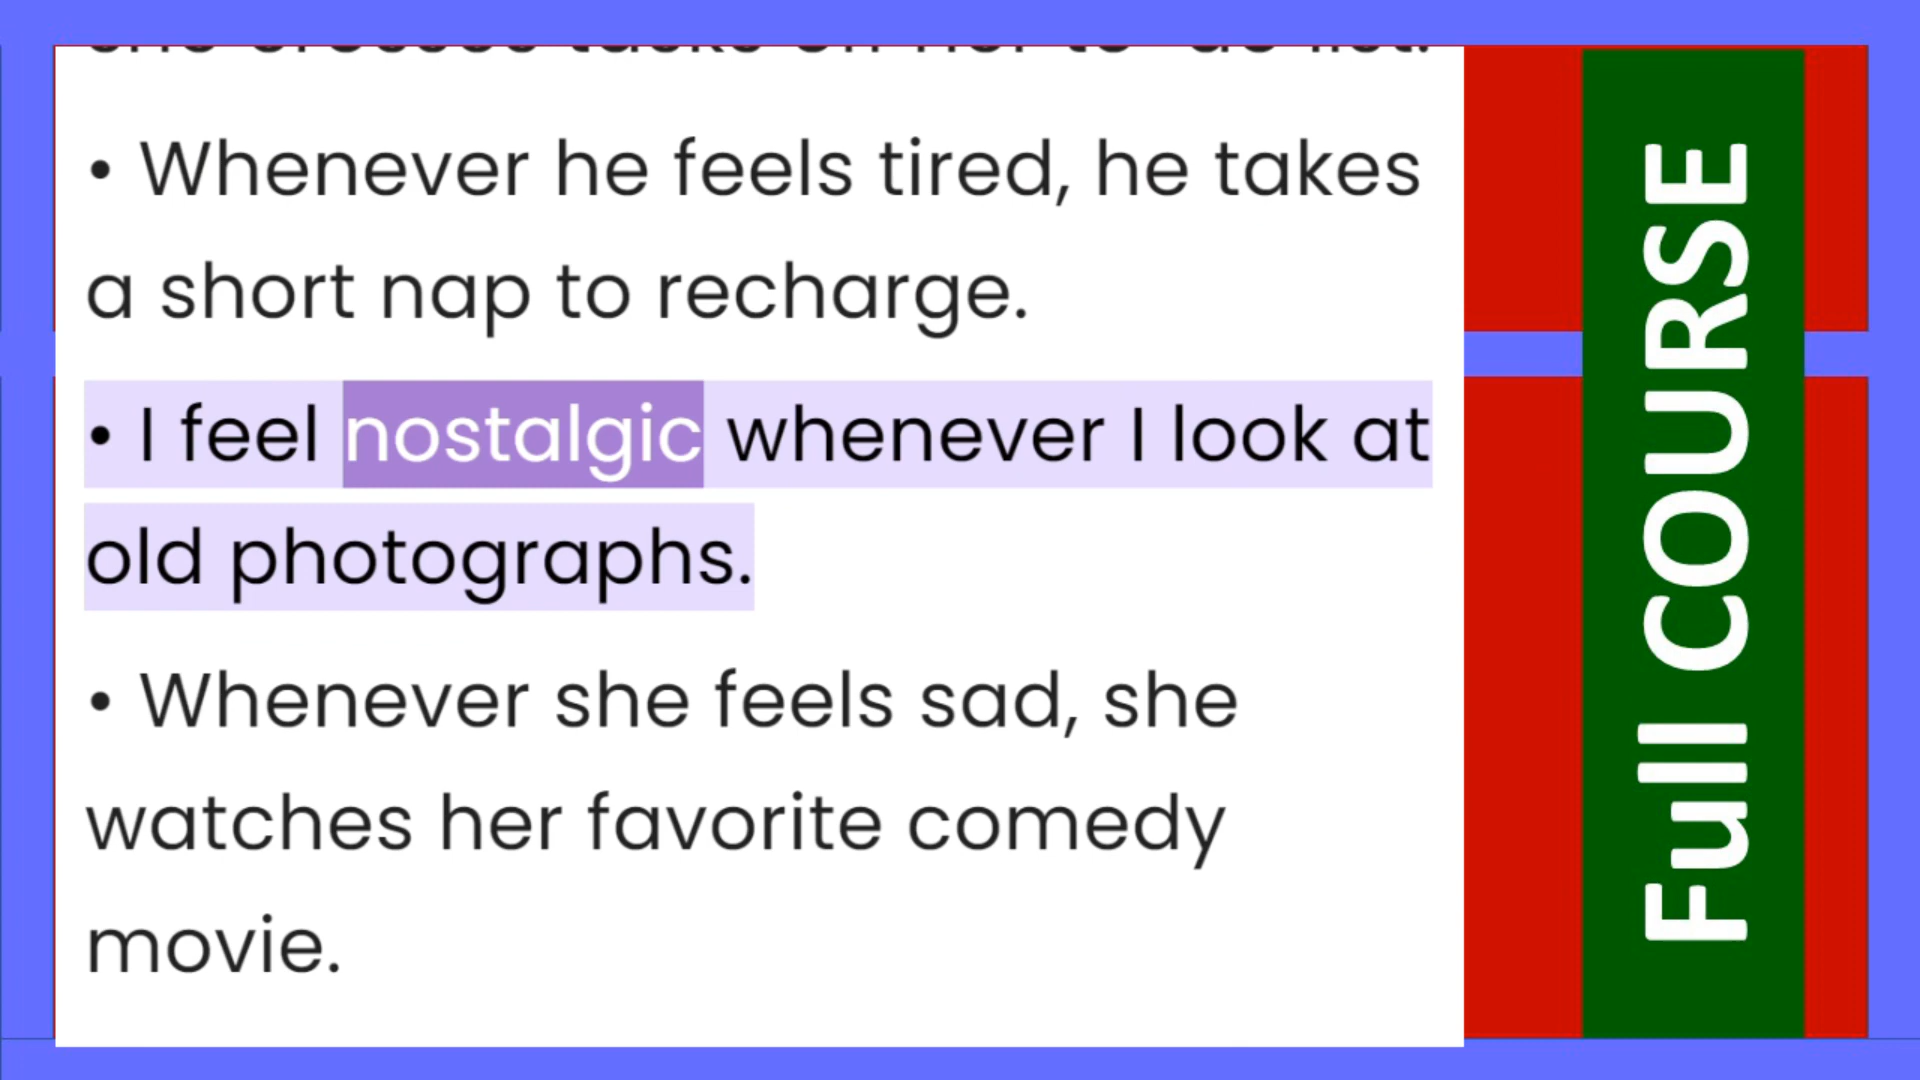 • Whenever he feels tired, he takes
a short nap to recharge.
• I feel nostalgic whenever I look at
old photographs.
• Whenever she feels sad, she
watches her favorite comedy
movie.
Full COURSE